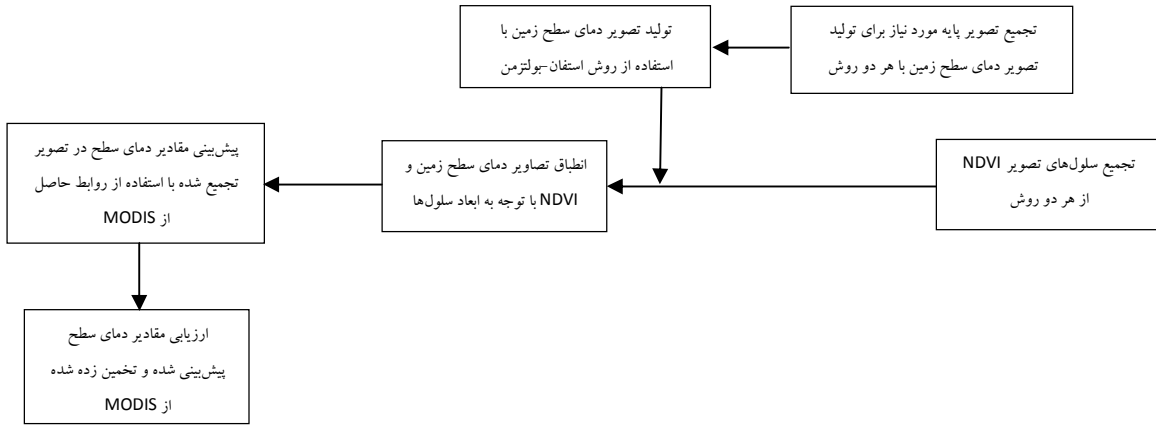 تجمیع تصویر پایه مورد نیاز برای تولید
تصویر دمای سطح زمین با هر دو روش
تولید تصویر دمای سطح زمین با
استفاده از روش استفان-بولتزمن
تجمیع سلول‌های تصویر NDVI
از هر دو روش
انطباق تصاویر دمای سطح زمین و
NDVI با توجه به ابعاد سلول‌ها
پیش‌بینی مقادیر دمای سطح در تصویر
تجمیع شده با استفاده از روابط حاصل
از MODIS
ارزیابی مقادیر دمای سطح
پیش‌بینی شده و تخمین زده شده
از MODIS